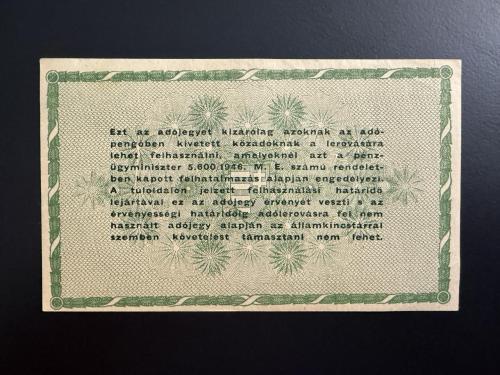 Ezt az adójegyet kizárólag azoknak az adó-
pengőben kivetett közadóknak a lerovására
lehet felhasználni, amelyeknél azt a pénz-
ügyminiszter 5.600/1946. M. E. számu rendelet-
ben kapott felhatalmazás alapján engedélyezi.
A tuloldalon jelzett felhasználási határidő
lejártával ez az adójegy érvényét veszti s az
érvényességi határidőig adólerovásra fel nem
használt adójegy alapján az államkincstárral
szemben követelést támasztani nem lehet.